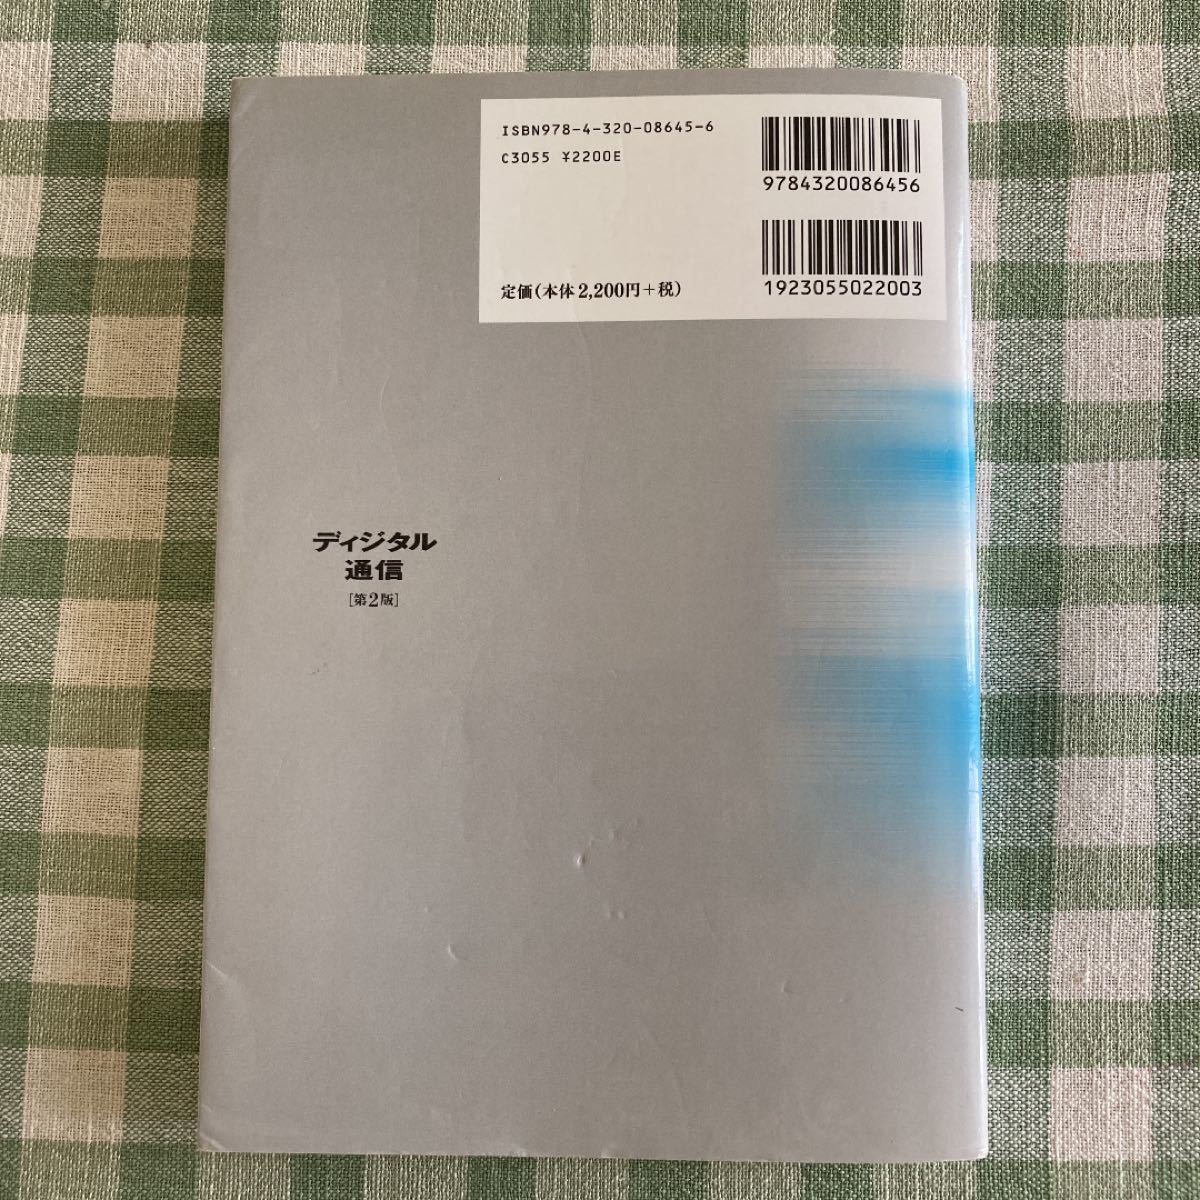 ISBN978-4-320-08645-6
C3055 ¥2200E
定価(本体2,200円+税)
9784320086456
1923055022003
ディジタル
通信
[第2版]